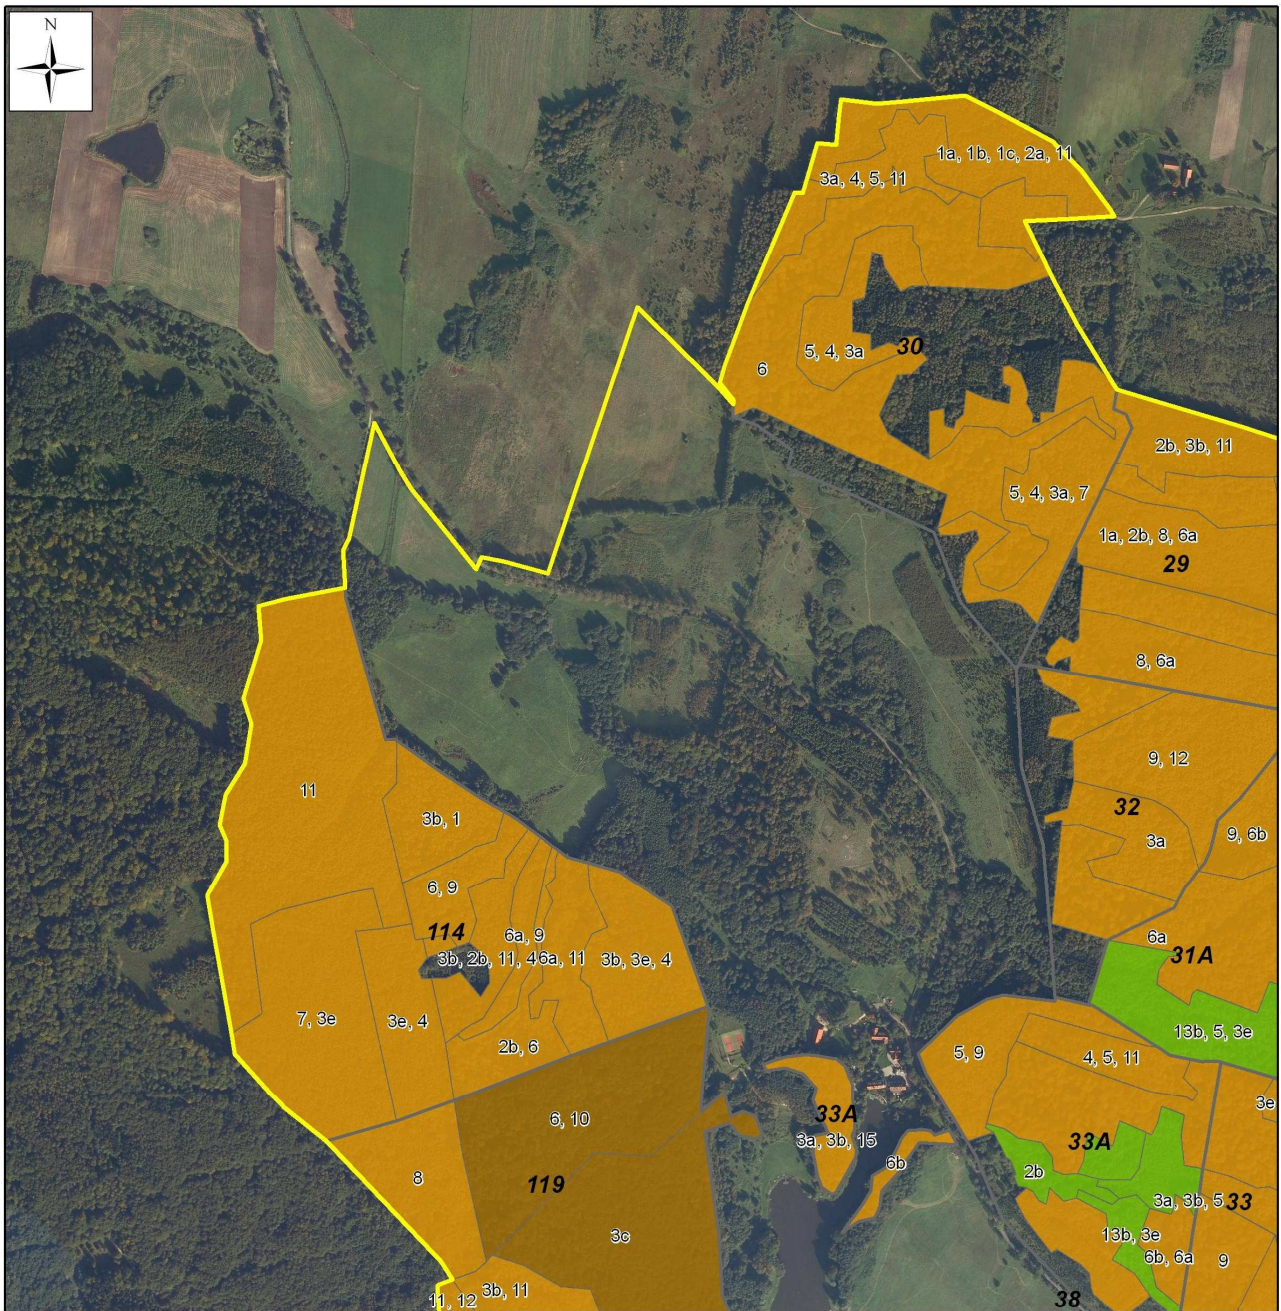 N
1a, 1b, 1c, 2a, 11
3a, 4, 5, 11
30
5, 4, 3a
6
2b, 3b, 11
5, 4, 3a, 7
1a, 2b, 8, 6a
29
8, 6a
9, 12
11
32
3b, 1
9, 6b
3a
6, 9
114
6a, 9
6a
31A
3b, 2b, 11, 4
6a, 11
3b, 3e, 4
7, 3e
3e, 4
13b, 5, 3e
2b, 6
5, 9
4, 5, 11
3e
6, 10
33A
3a, 3b, 15
33A
6b
2b
8
119
3a, 3b, 5
33
3c
13b, 3e
6b, 6a
9
3b, 11
11, 12
38